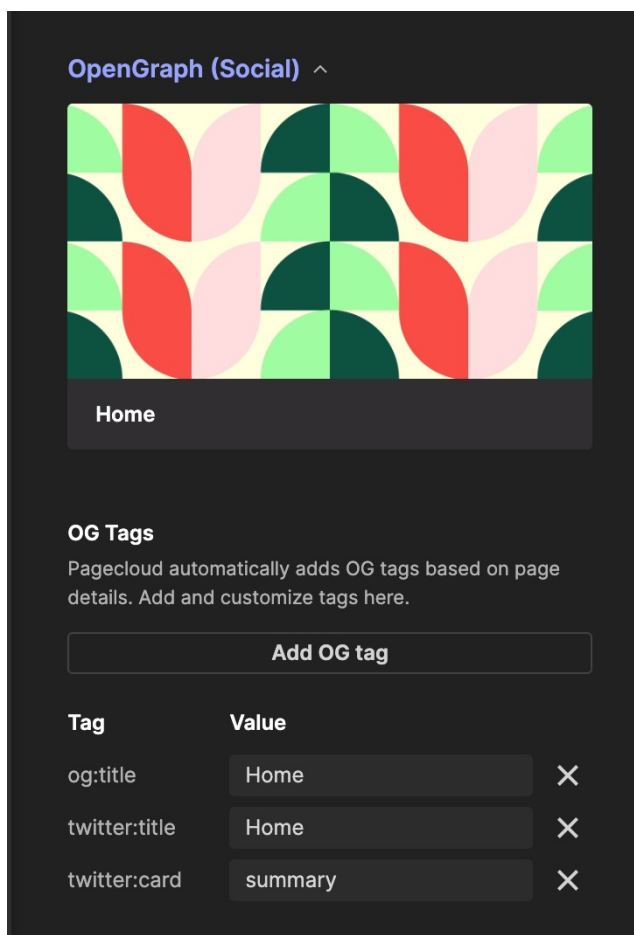 OpenGraph (Social)
Home
OG Tags
Pagecloud automatically adds OG tags based on page
details. Add and customize tags here.
Add OG tag
Tag Value
og:title Home
twitter:title Home
twitter:card summary